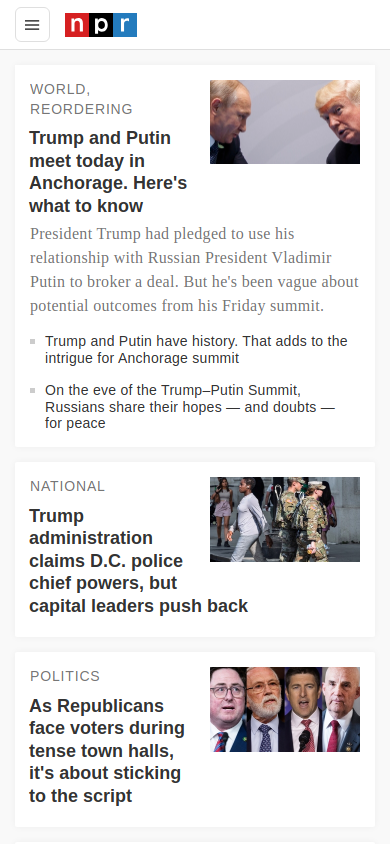 npr
WORLD,
REORDERING
Trump and Putin
meet today in
Anchorage. Here's
what to know
President Trump had pledged to use his
relationship with Russian President Vladimir
Putin to broker a deal. But he's been vague about
potential outcomes from his Friday summit.
Trump and Putin have history. That adds to the
intrigue for Anchorage summit
On the eve of the Trump–Putin Summit,
Russians share their hopes — and doubts —
for peace
NATIONAL
Trump
administration
claims D.C. police
chief powers, but
capital leaders push back
POLITICS
As Republicans
face voters during
tense town halls,
it's about sticking
to the script